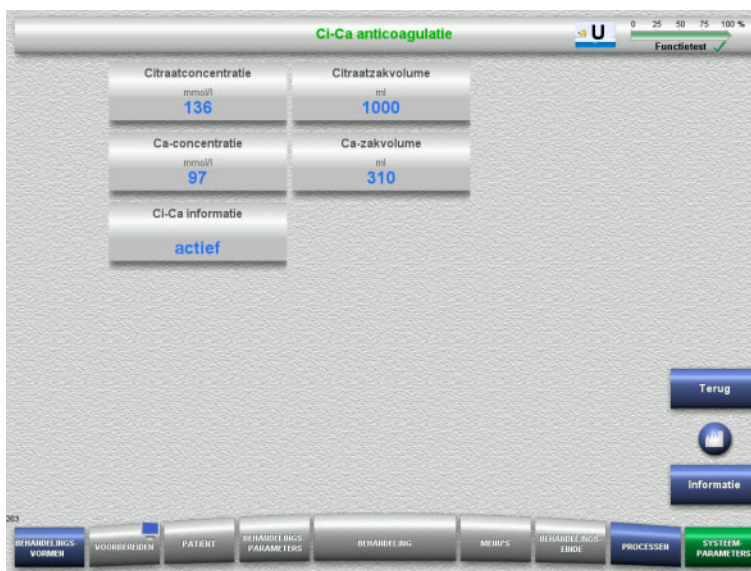 Ci-Ca anticoagulatie
U
0 25 50 75 100 %
Functietest
Citraatconcentratie
mmol/l
136
Citraatzakvolume
ml
1000
Ca-concentratie
mmol/l
97
Ca-zakvolume
ml
310
Ci-Ca informatie
actief
Terug
Informatie
263
BEHANDELINGS-
VORMEN
VOORBEREIDEN
PATIËNT
BEHANDELINGS-
PARAMETERS
BEHANDELING
MENU'S
BEHANDELINGS-
EINDE
PROCESSEN
SYSTEEM-
PARAMETERS